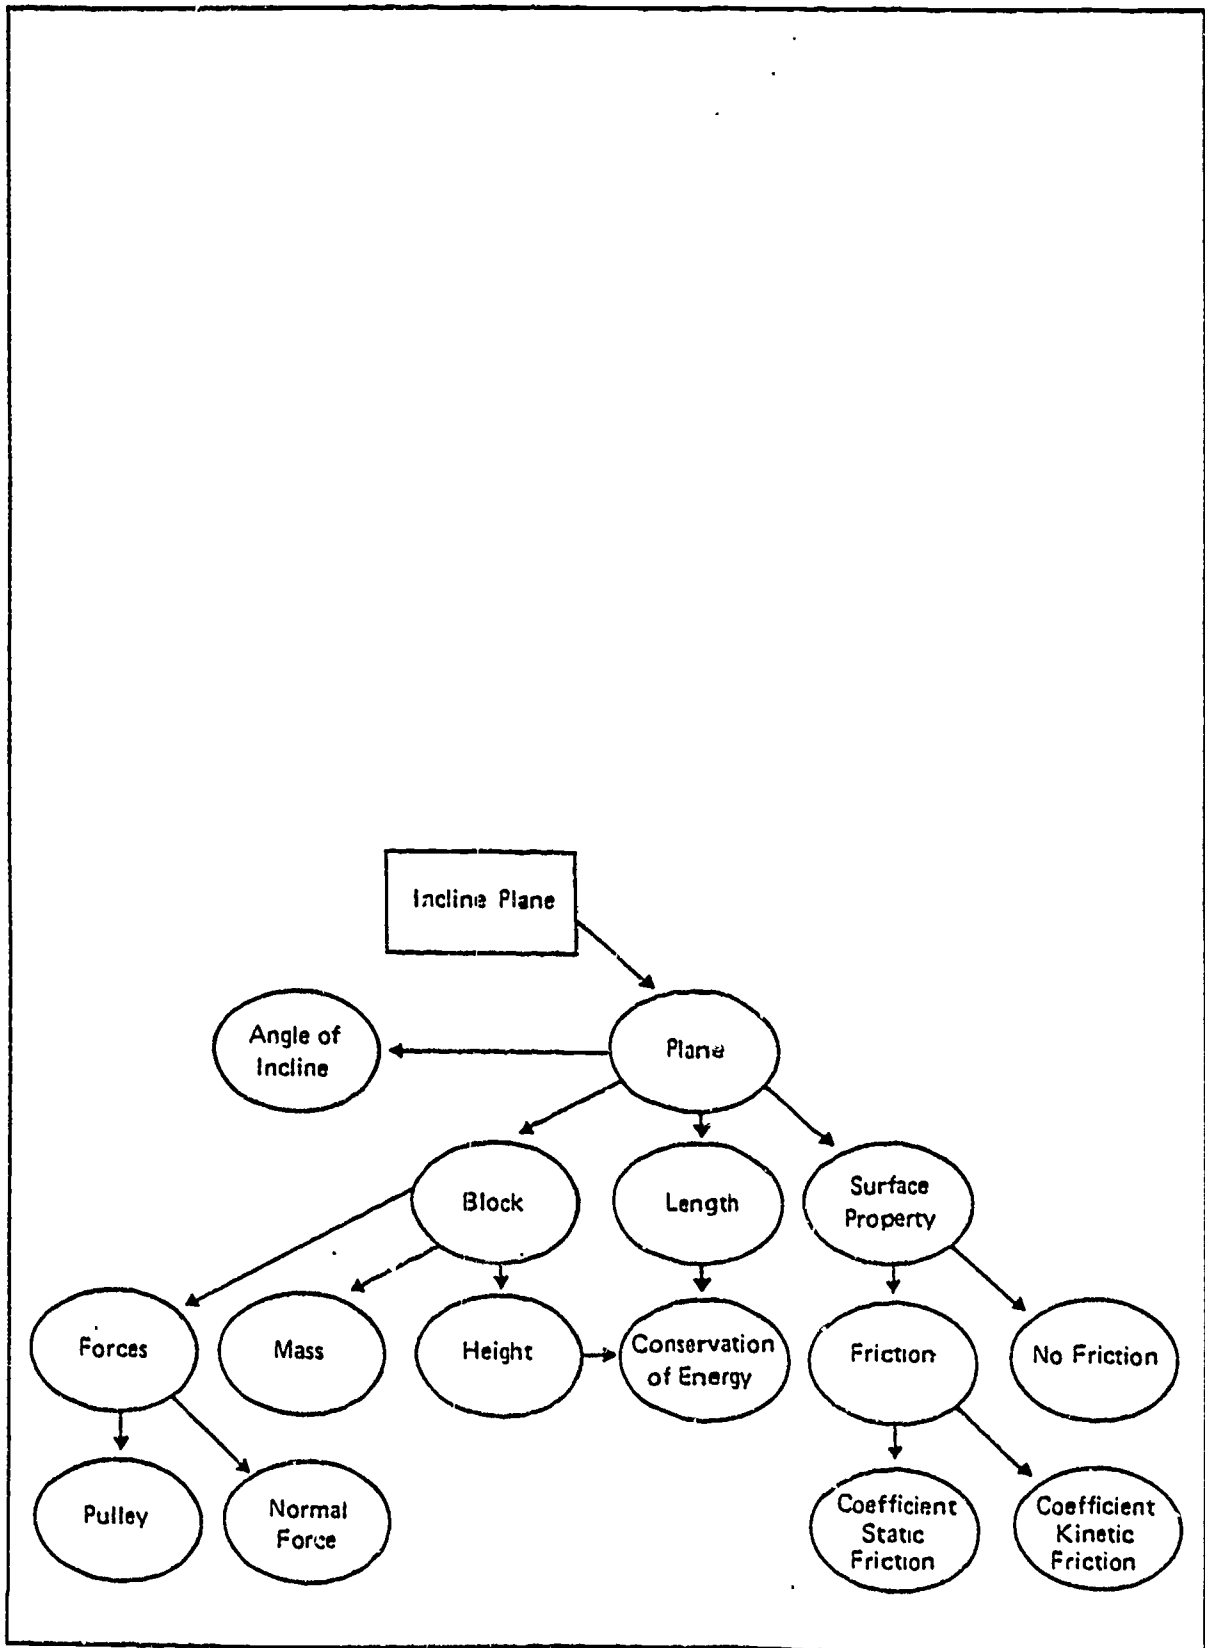 Incline Plane
Angle of
Incline
Plane
Block
Length
Surface
Property
Forces
Mass
Height
Conservation
of Energy
Friction
No Friction
Pulley
Normal
Force
Coefficient
Static
Friction
Coefficient
Kinetic
Friction